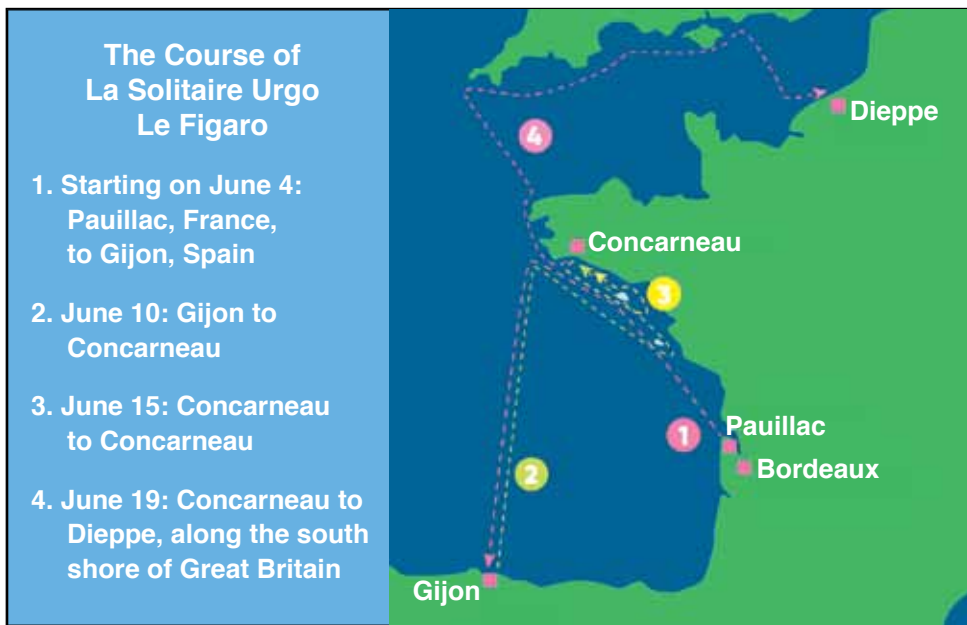 The Course of
La Solitaire Urgo
Le Figaro
1. Starting on June 4:
Pauillac, France,
to Gijon, Spain
2. June 10: Gijon to
Concarneau
3. June 15: Concarneau
to Concarneau
4. June 19: Concarneau to
Dieppe, along the south
shore of Great Britain
Dieppe
4
Concarneau
3
1
Pauillac
Bordeaux
2
Gijon